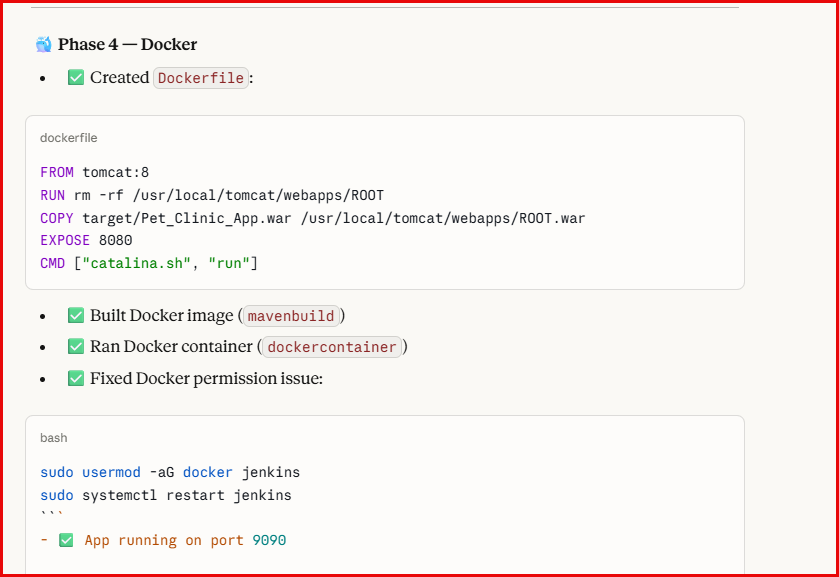 Phase 4 — Docker
• ✅ Created Dockerfile:
dockerfile
FROM tomcat:8
RUN rm -rf /usr/local/tomcat/webapps/ROOT
COPY target/Pet_Clinic_App.war /usr/local/tomcat/webapps/ROOT.war
EXPOSE 8080
CMD ["catalina.sh", "run"]
• ✅ Built Docker image (mavenbuild)
• ✅ Ran Docker container (dockercontainer)
• ✅ Fixed Docker permission issue:
bash
sudo usermod -aG docker jenkins
sudo systemctl restart jenkins
```
- ✅ App running on port 9090